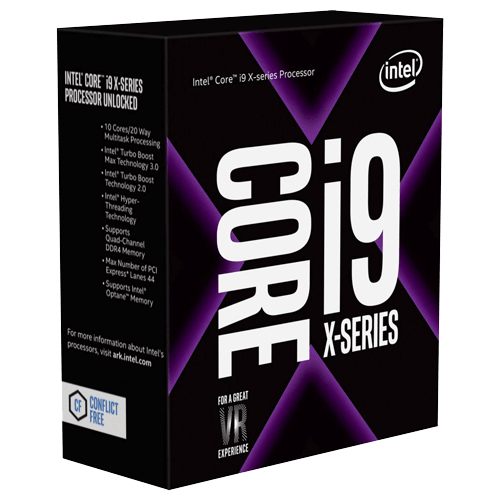 INTEL® CORE™ i9 X-SERIES
PROCESSOR UNLOCKED
• 10 Cores/20 Way
Multitask Processing
• Intel® Turbo Boost
Max Technology 3.0
• Intel® Turbo Boost
Technology 2.0
• Intel® Hyper-
Threading
Technology
• Supports
Quad-Channel
DDR4 Memory
• Max Number of PCI
Express® Lanes 44
• Supports Intel®
Optane™ Memory
For more information about Intel's
processors, visit ark.intel.com
CF
CONFLICT
FREE
Intel® Core™ i9 X-series Processor
intel
CORE
i9
X-SERIES
FOR A GREAT
VR
EXPERIENCE